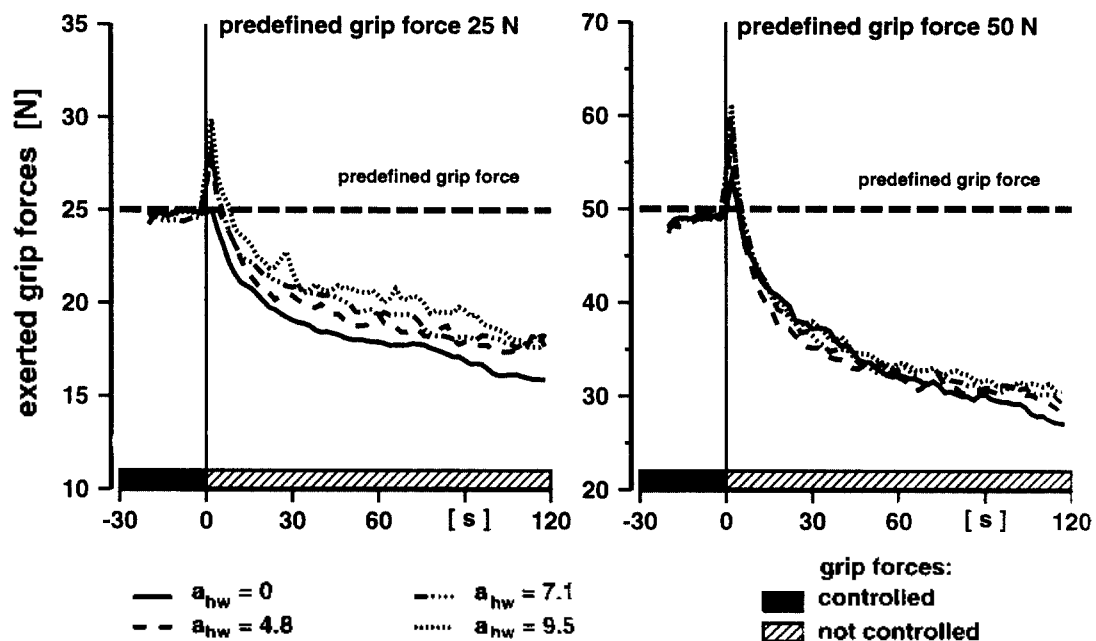 predefined grip force 25 N
exerted grip forces [N]
35
30
25
20
15
10
predefined grip force
-30
0
30
60
[ s ]
120
predefined grip force 50 N
70
60
50
40
30
20
predefined grip force
-30
0
30
60
[ s ]
120
a_hw = 0
a_hw = 4.8
a_hw = 7.1
a_hw = 9.5
grip forces:
controlled
not controlled